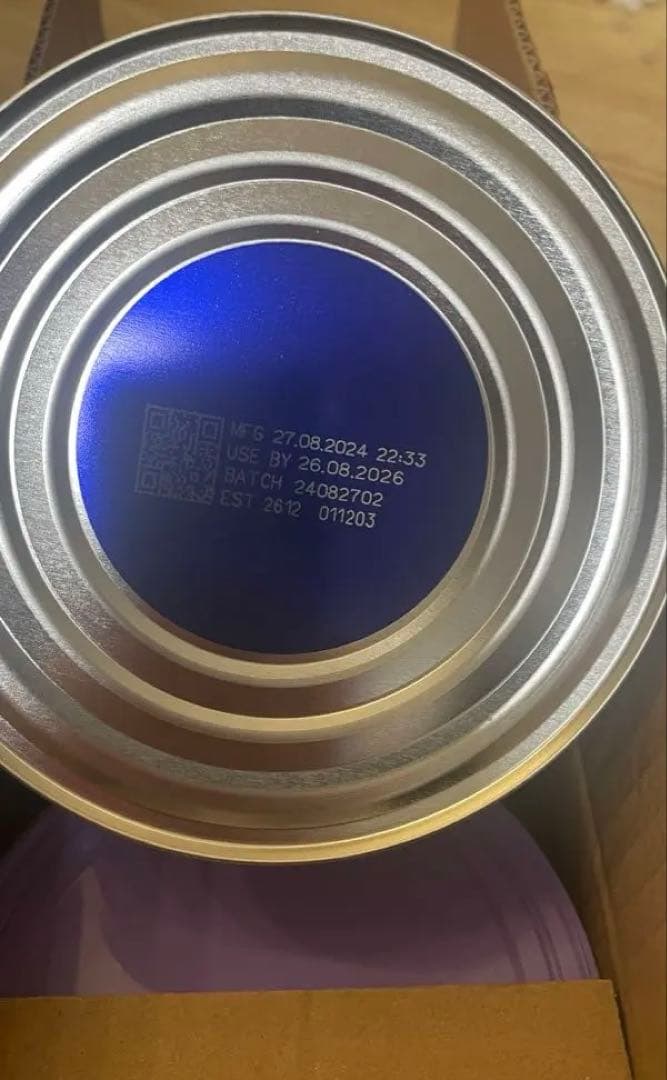 MFG 27.08.2024 22:33
USE BY 26.08.2026
BATCH 24082702
EST 2612 011203